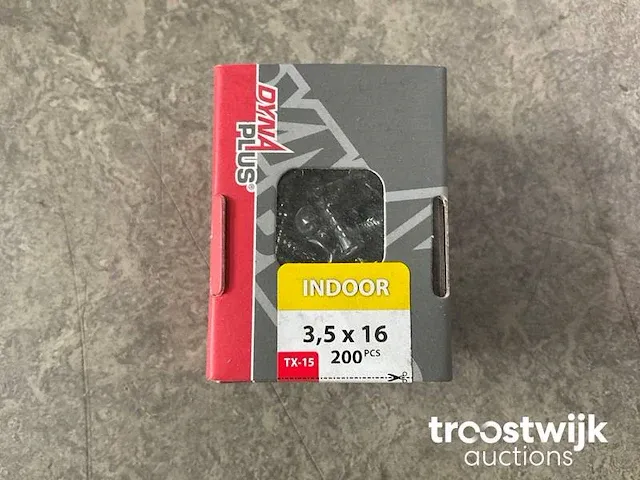 DYNA
PLUS®
INDOOR
3,5 x 16
TX-15
200 PCS
troostwijk
auctions